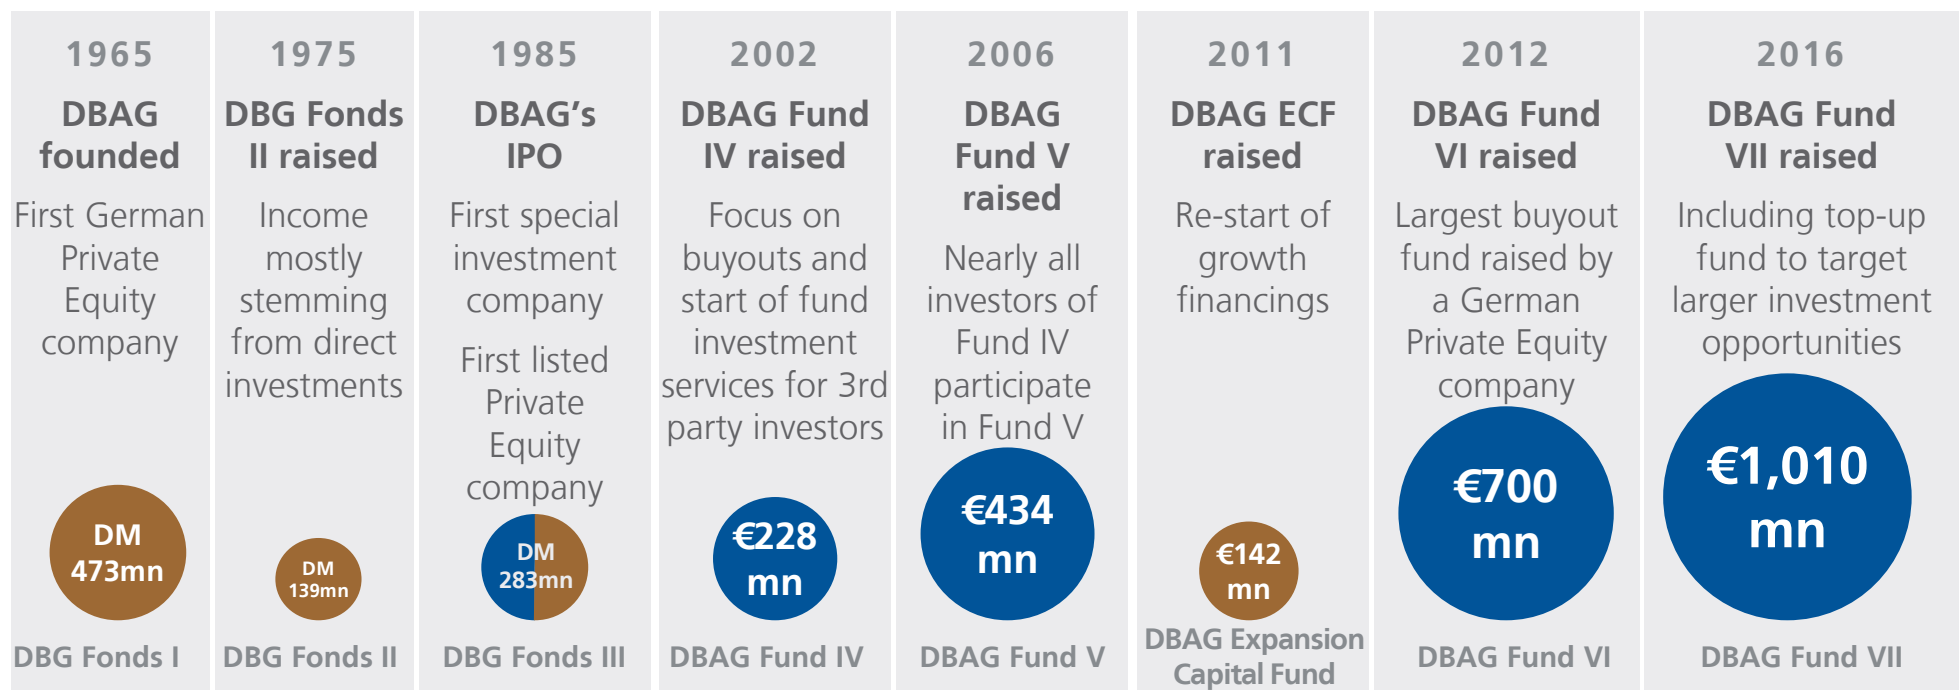 1965
DBAG
founded
First German
Private
Equity
company
DM
473mn
DBG Fonds I
1975
DBG Fonds
II raised
Income
mostly
stemming
from direct
investments
DM
139mn
DBG Fonds II
1985
DBAG's
IPO
First special
investment
company
First listed
Private
Equity
company
DM
283mn
DBG Fonds III
2002
DBAG Fund
IV raised
Focus on
buyouts and
start of fund
investment
services for 3rd
party investors
€228
mn
DBAG Fund IV
2006
DBAG
Fund V
raised
Nearly all
investors of
Fund IV
participate
in Fund V
€434
mn
DBAG Fund V
2011
DBAG ECF
raised
Re-start of
growth
financings
€142
mn
DBAG Expansion
Capital Fund
2012
DBAG Fund
VI raised
Largest buyout
fund raised by
a German
Private Equity
company
€700
mn
DBAG Fund VI
2016
DBAG Fund
VII raised
Including top-up
fund to target
larger investment
opportunities
€1,010
mn
DBAG Fund VII